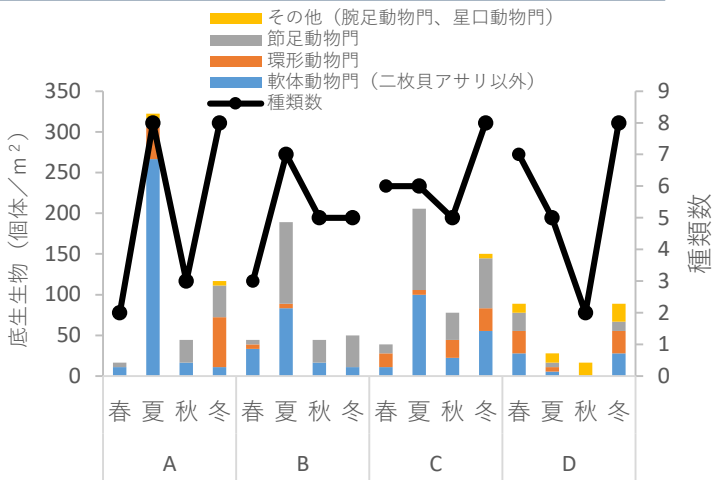 その他（腕足動物門、星口動物門）
節足動物門
環形動物門
軟体動物門（二枚貝アサリ以外）
種類数
底生生物（個体／m²）
350
300
250
200
150
100
50
0
9
8
7
6
5
4
3
2
1
0
種類数
春 夏 秋 冬 春 夏 秋 冬 春 夏 秋 冬 春 夏 秋 冬
A B C D